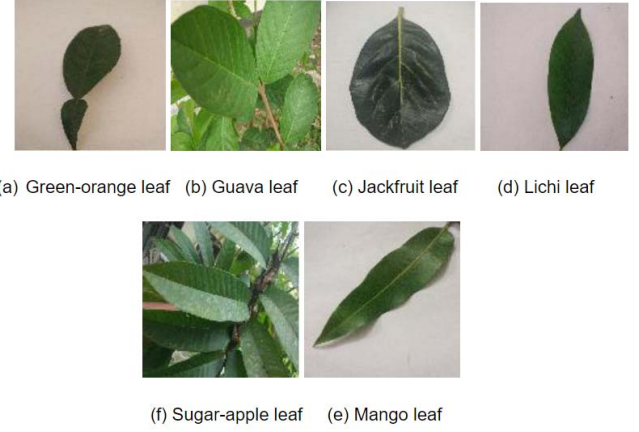 (a) Green-orange leaf (b) Guava leaf (c) Jackfruit leaf (d) Lichi leaf
(f) Sugar-apple leaf (e) Mango leaf